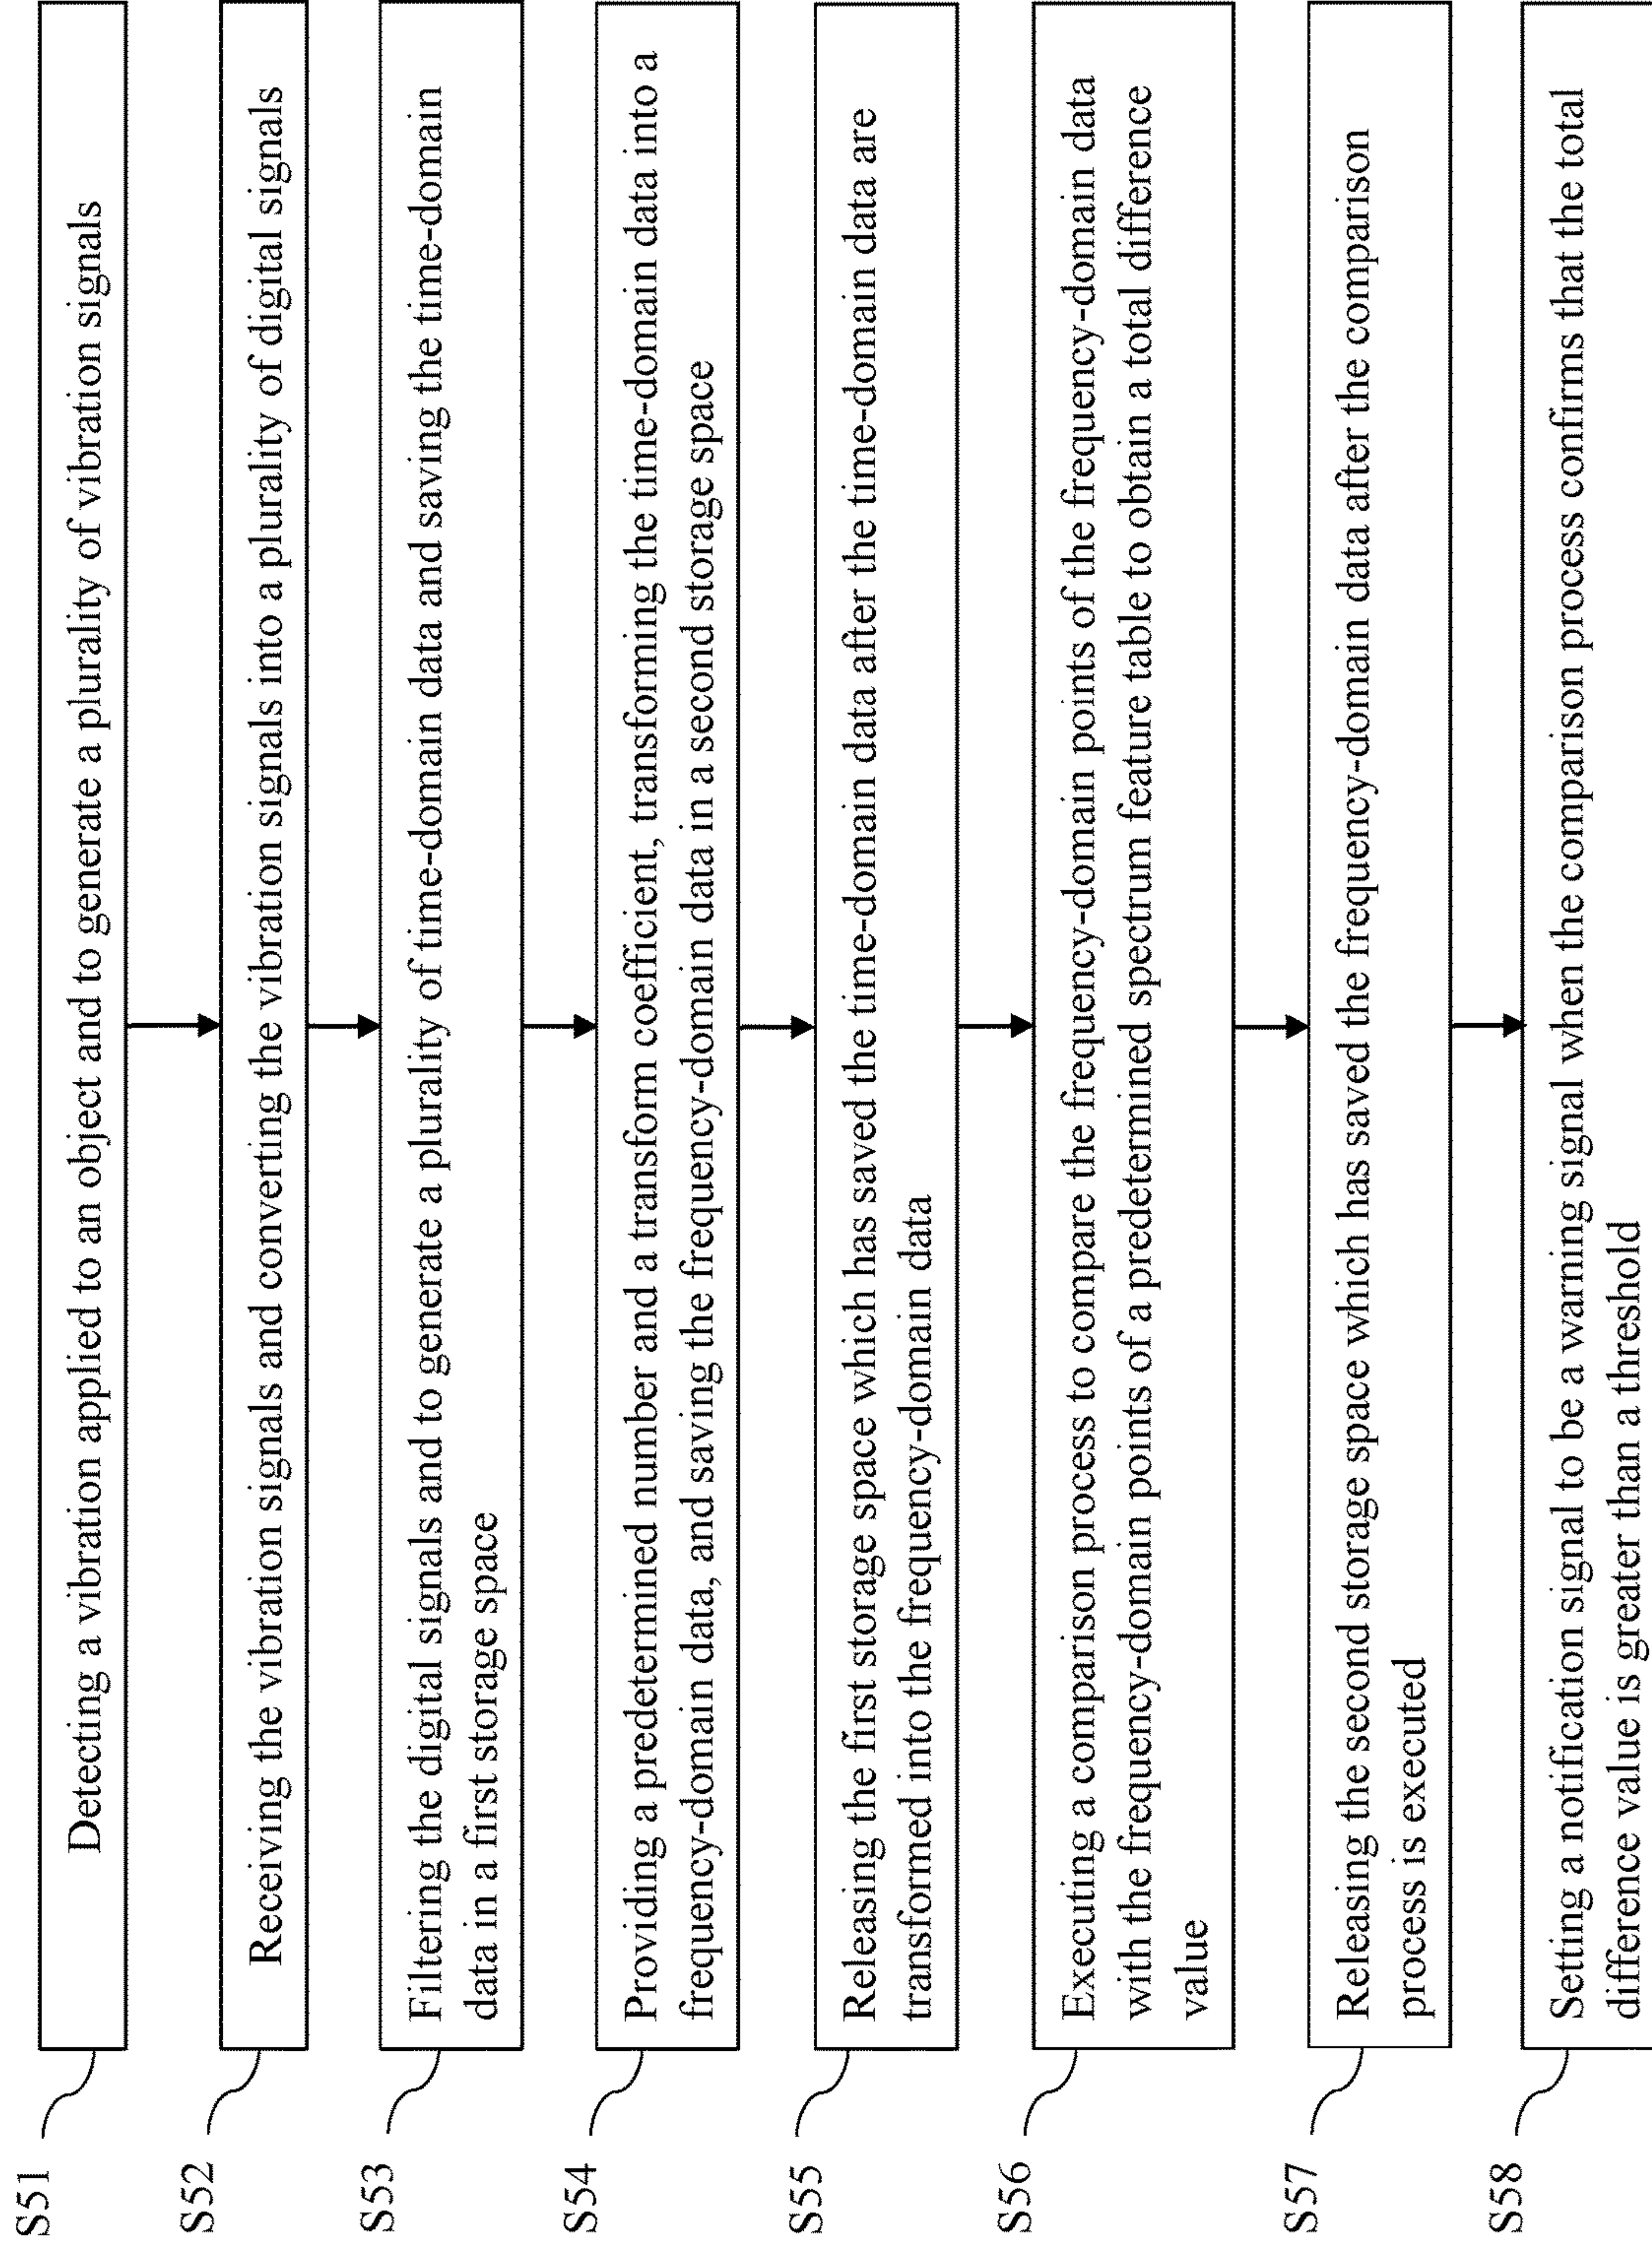 S51
Detecting a vibration applied to an object and to generate a plurality of vibration signals
S52
Receiving the vibration signals and converting the vibration signals into a plurality of digital signals
S53
Filtering the digital signals and to generate a plurality of time-domain data and saving the time-domain
data in a first storage space
S54
Providing a predetermined number and a transform coefficient, transforming the time-domain data into a
frequency-domain data, and saving the frequency-domain data in a second storage space
S55
Releasing the first storage space which has saved the time-domain data after the time-domain data are
transformed into the frequency-domain data
S56
Executing a comparison process to compare the frequency-domain points of the frequency-domain data
with the frequency-domain points of a predetermined spectrum feature table to obtain a total difference
value
S57
Releasing the second storage space which has saved the frequency-domain data after the comparison
process is executed
S58
Setting a notification signal to be a warning signal when the comparison process confirms that the total
difference value is greater than a threshold